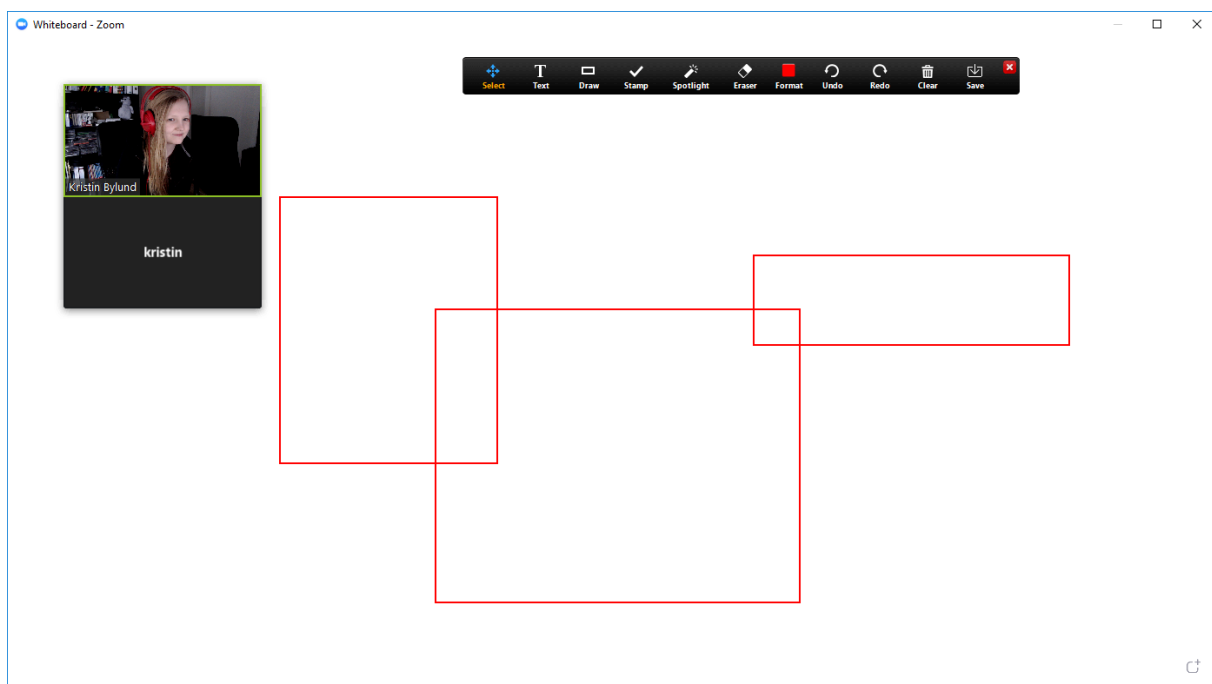 Whiteboard - Zoom
Select Text Draw Stamp Spotlight Eraser Format Undo Redo Clear Save
Kristin Bylund
kristin